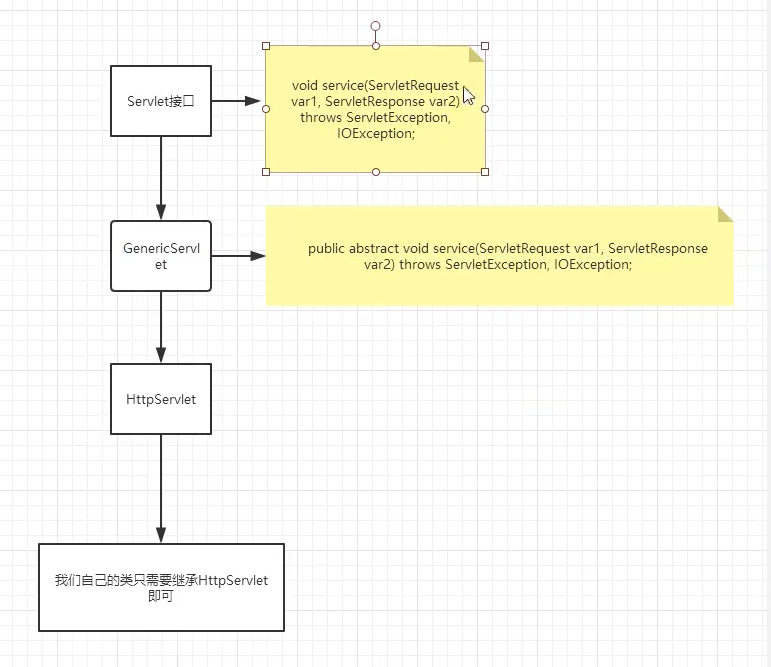 Servlet接口
void service(ServletRequest
var1, ServletResponse var2)
throws ServletException,
IOException;
GenericServl
et
public abstract void service(ServletRequest var1, ServletResponse
var2) throws ServletException, IOException;
HttpServlet
我们自己的类只需要继承HttpServlet
即可